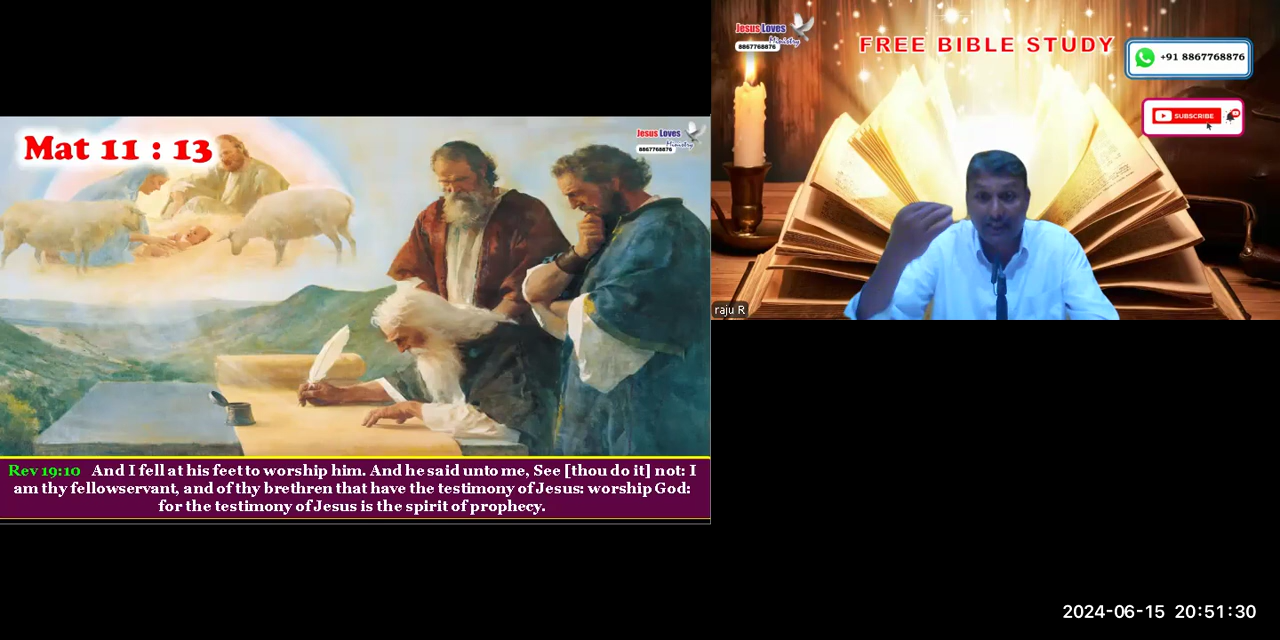 Mat 11 : 13
Jesus Loves
Ministry
8867768876
Rev 19:10 And I fell at his feet to worship him. And he said unto me, See [thou do it] not: I
am thy fellowservant, and of thy brethren that have the testimony of Jesus: worship God:
for the testimony of Jesus is the spirit of prophecy.
Jesus Loves
Ministry
8867768876
FREE BIBLE STUDY
+91 8867768876
SUBSCRIBE
raju R
2024-06-15 20:51:30